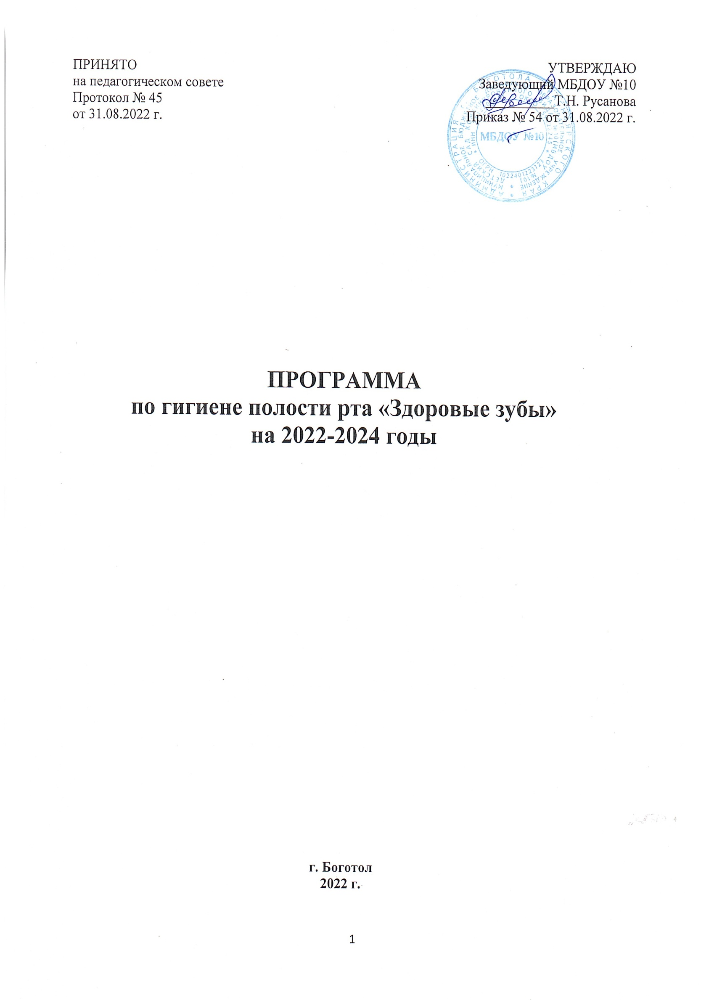 ПРИНЯТО
на педагогическом совете
Протокол № 45
от 31.08.2022 г.
УТВЕРЖДАЮ
Заведующий МБДОУ №10
Т.Н. Русанова
Приказ № 54 от 31.08.2022 г.
МБДОУ №10
ОГРН 1022401223723
ПРОГРАММА
по гигиене полости рта «Здоровые зубы»
на 2022-2024 годы
г. Боготол
2022 г.
1